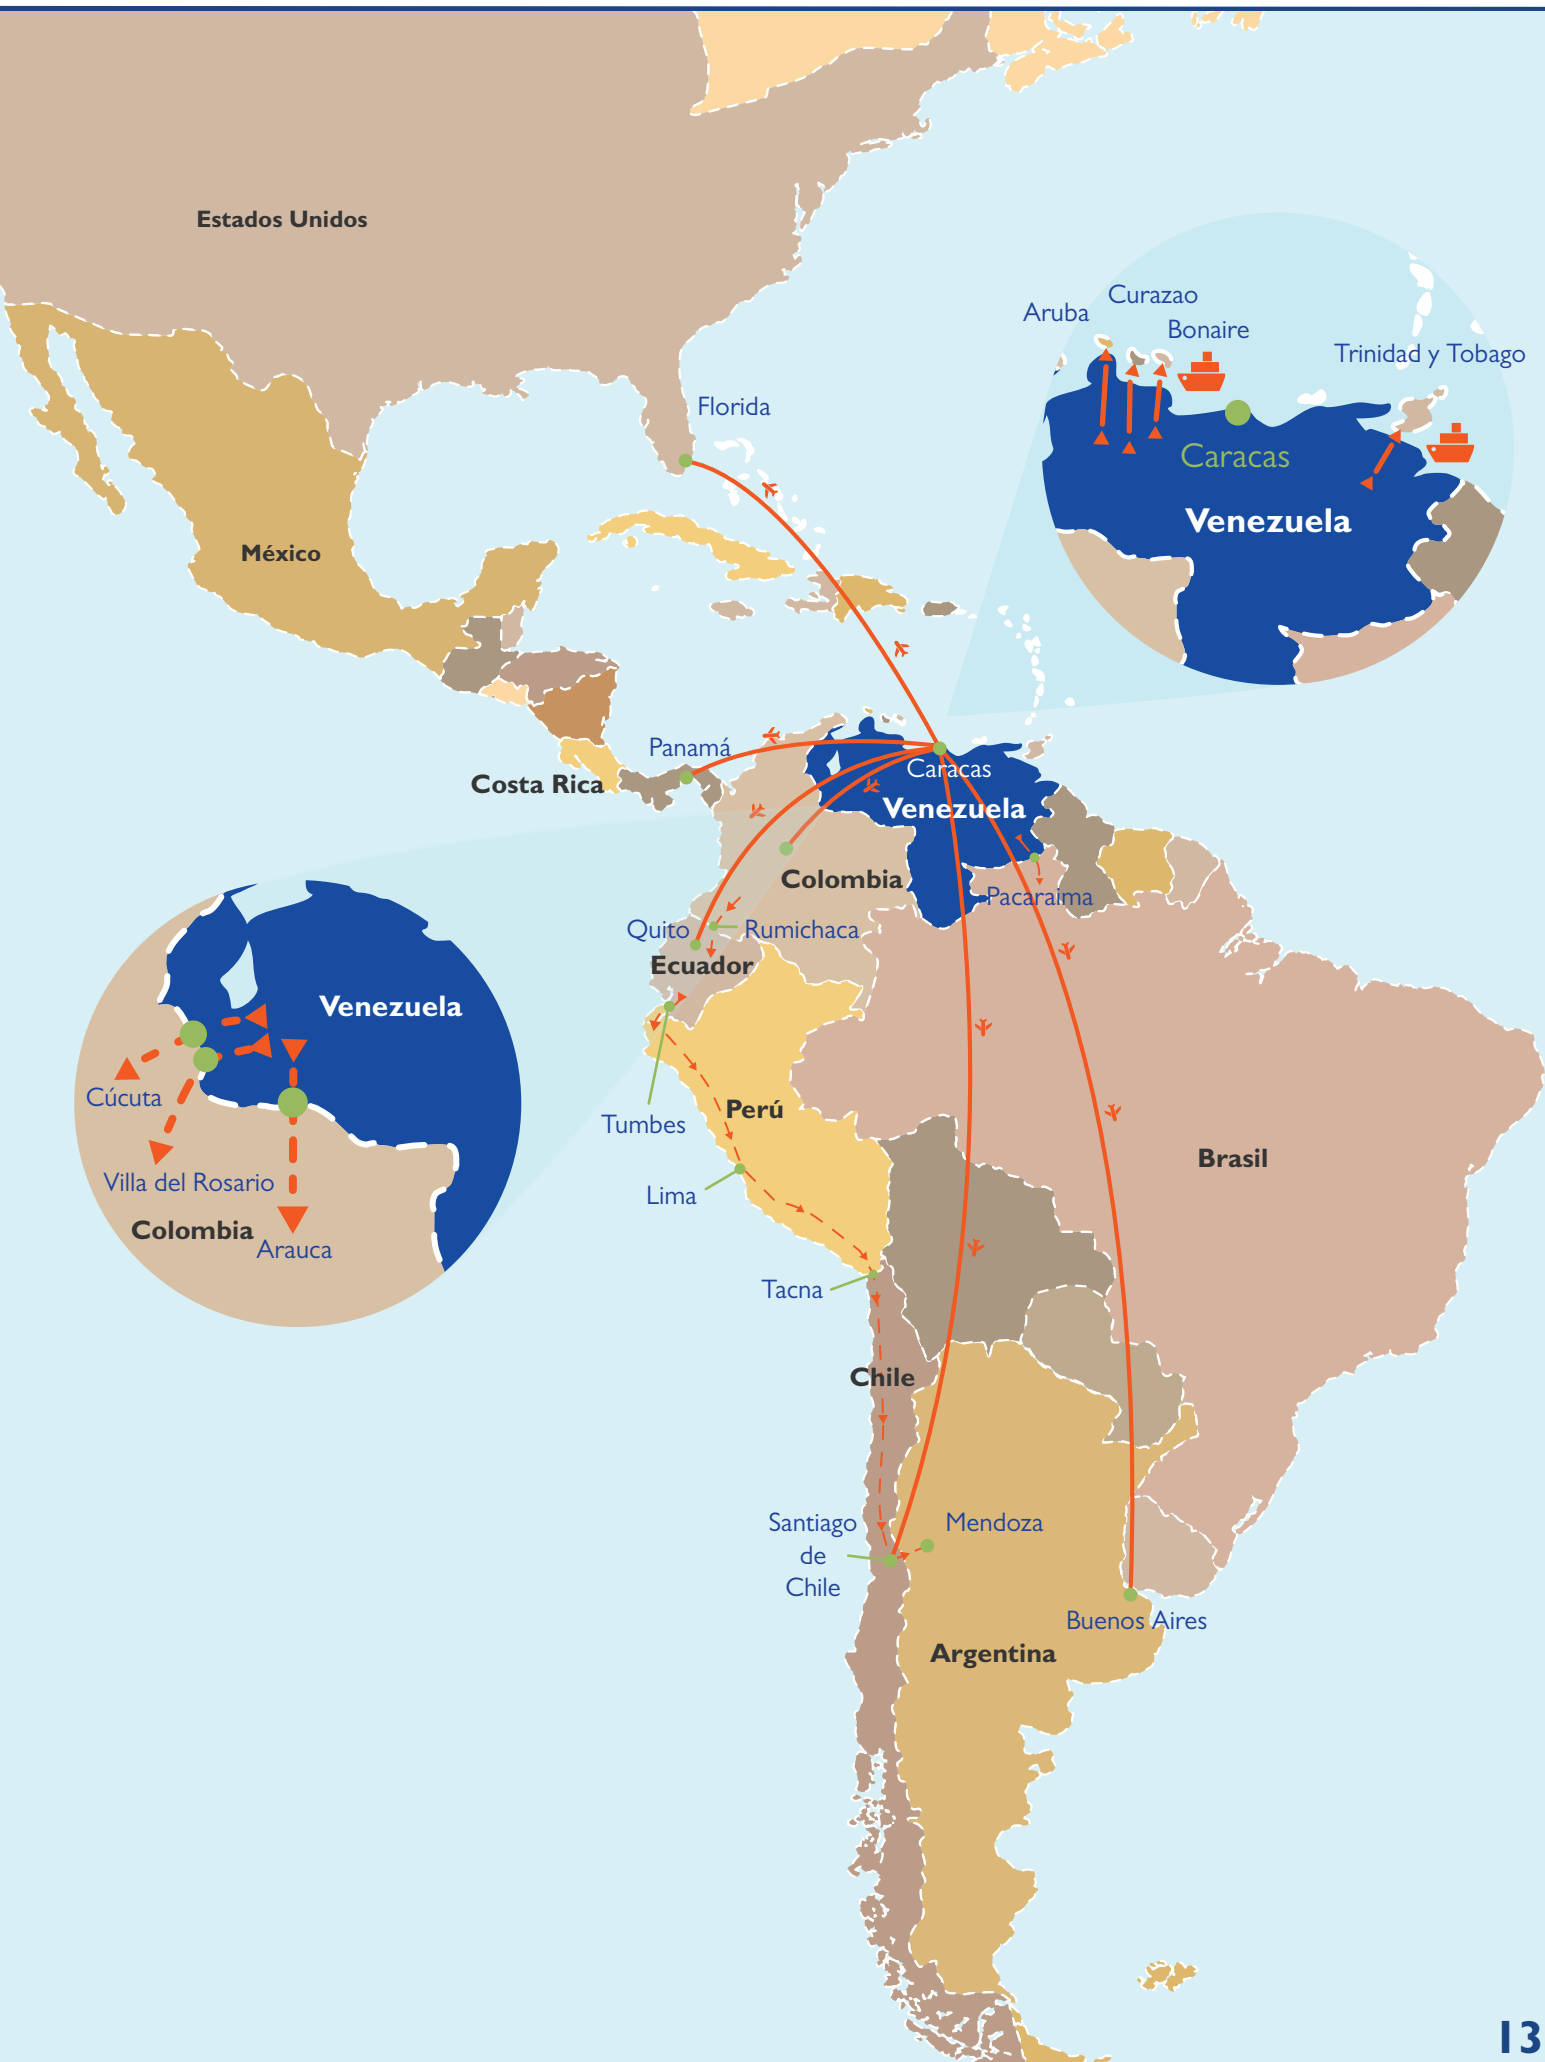 Estados Unidos
Curazao
Aruba
Bonaire
Trinidad y Tobago
Florida
Caracas
Venezuela
México
Panamá
Caracas
Costa Rica
Venezuela
Colombia
Pacaraima
Quito
Rumichaca
Ecuador
Venezuela
Cúcuta
Perú
Tumbes
Brasil
Villa del Rosario
Lima
Colombia
Arauca
Tacna
Chile
Santiago
de
Chile
Mendoza
Buenos Aires
Argentina
13